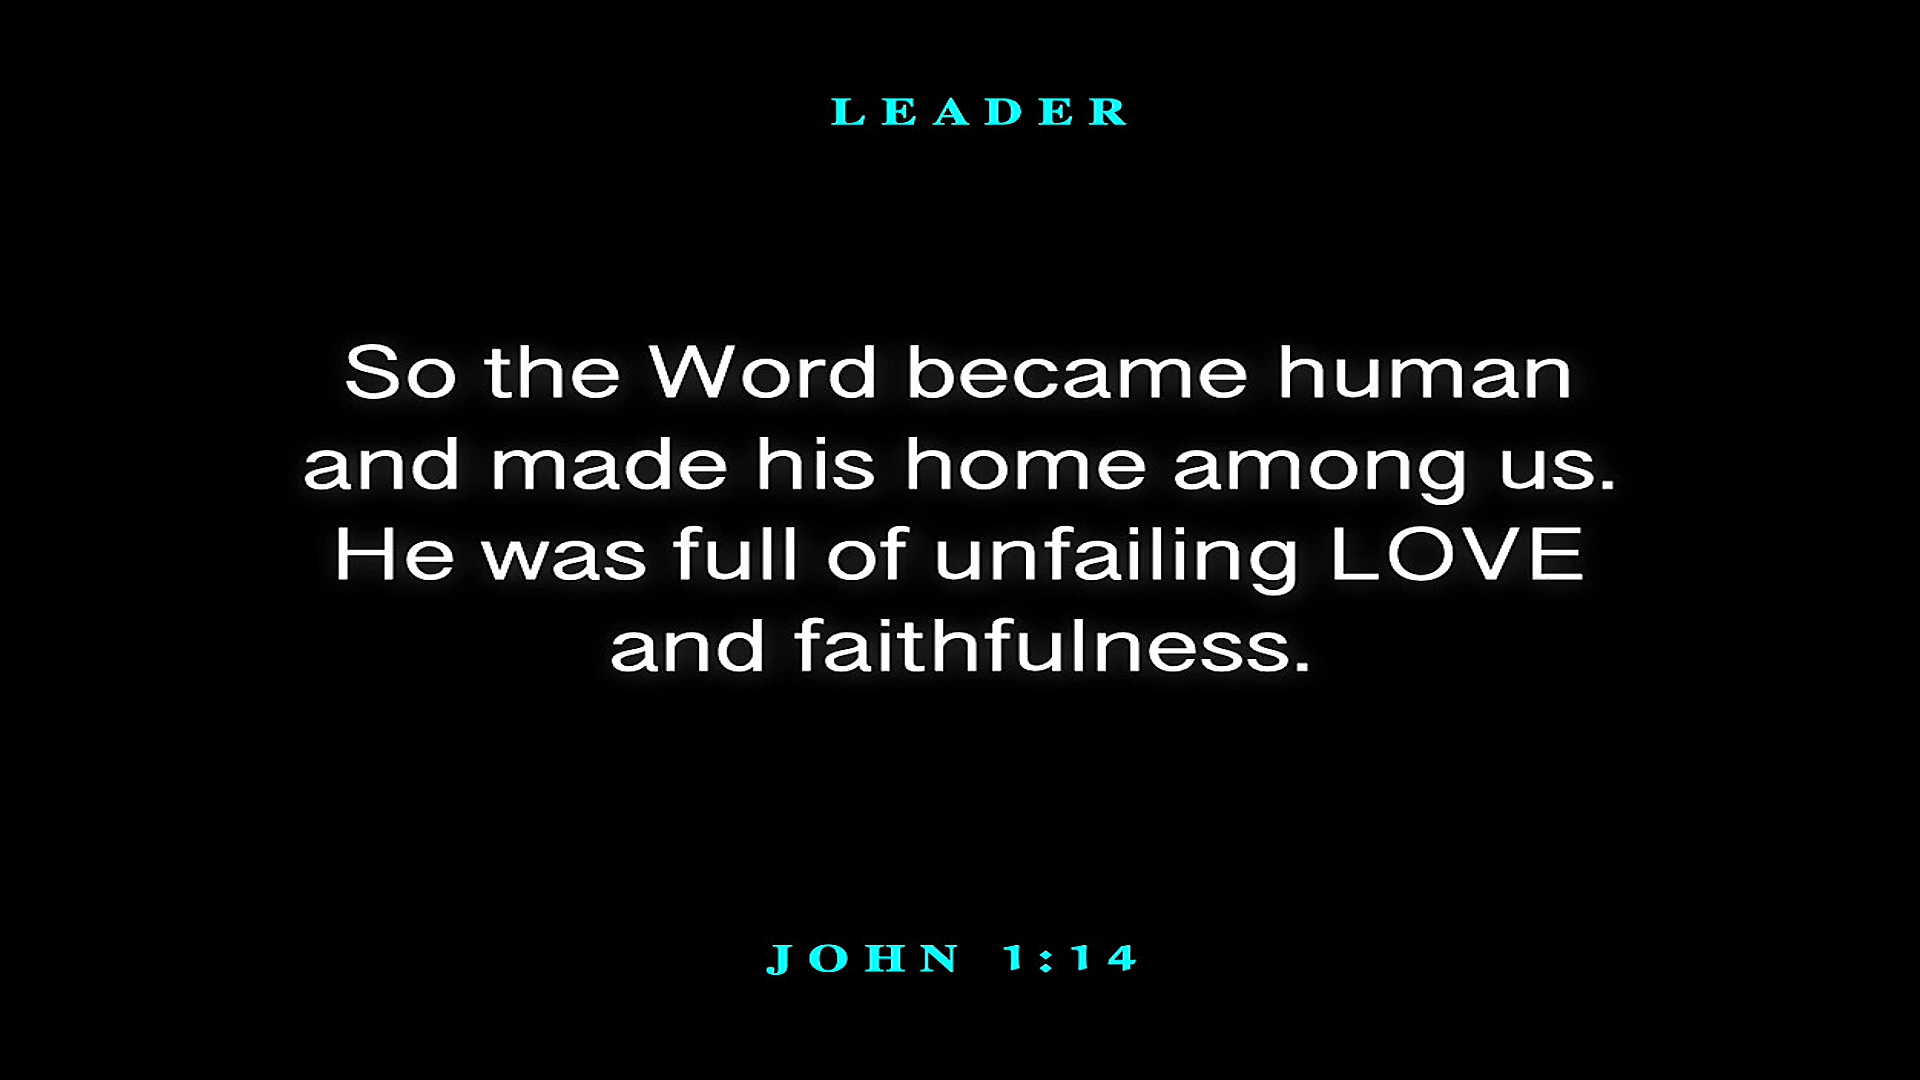 LEADER
So the Word became human
and made his home among us.
He was full of unfailing LOVE
and faithfulness.
JOHN 1:14